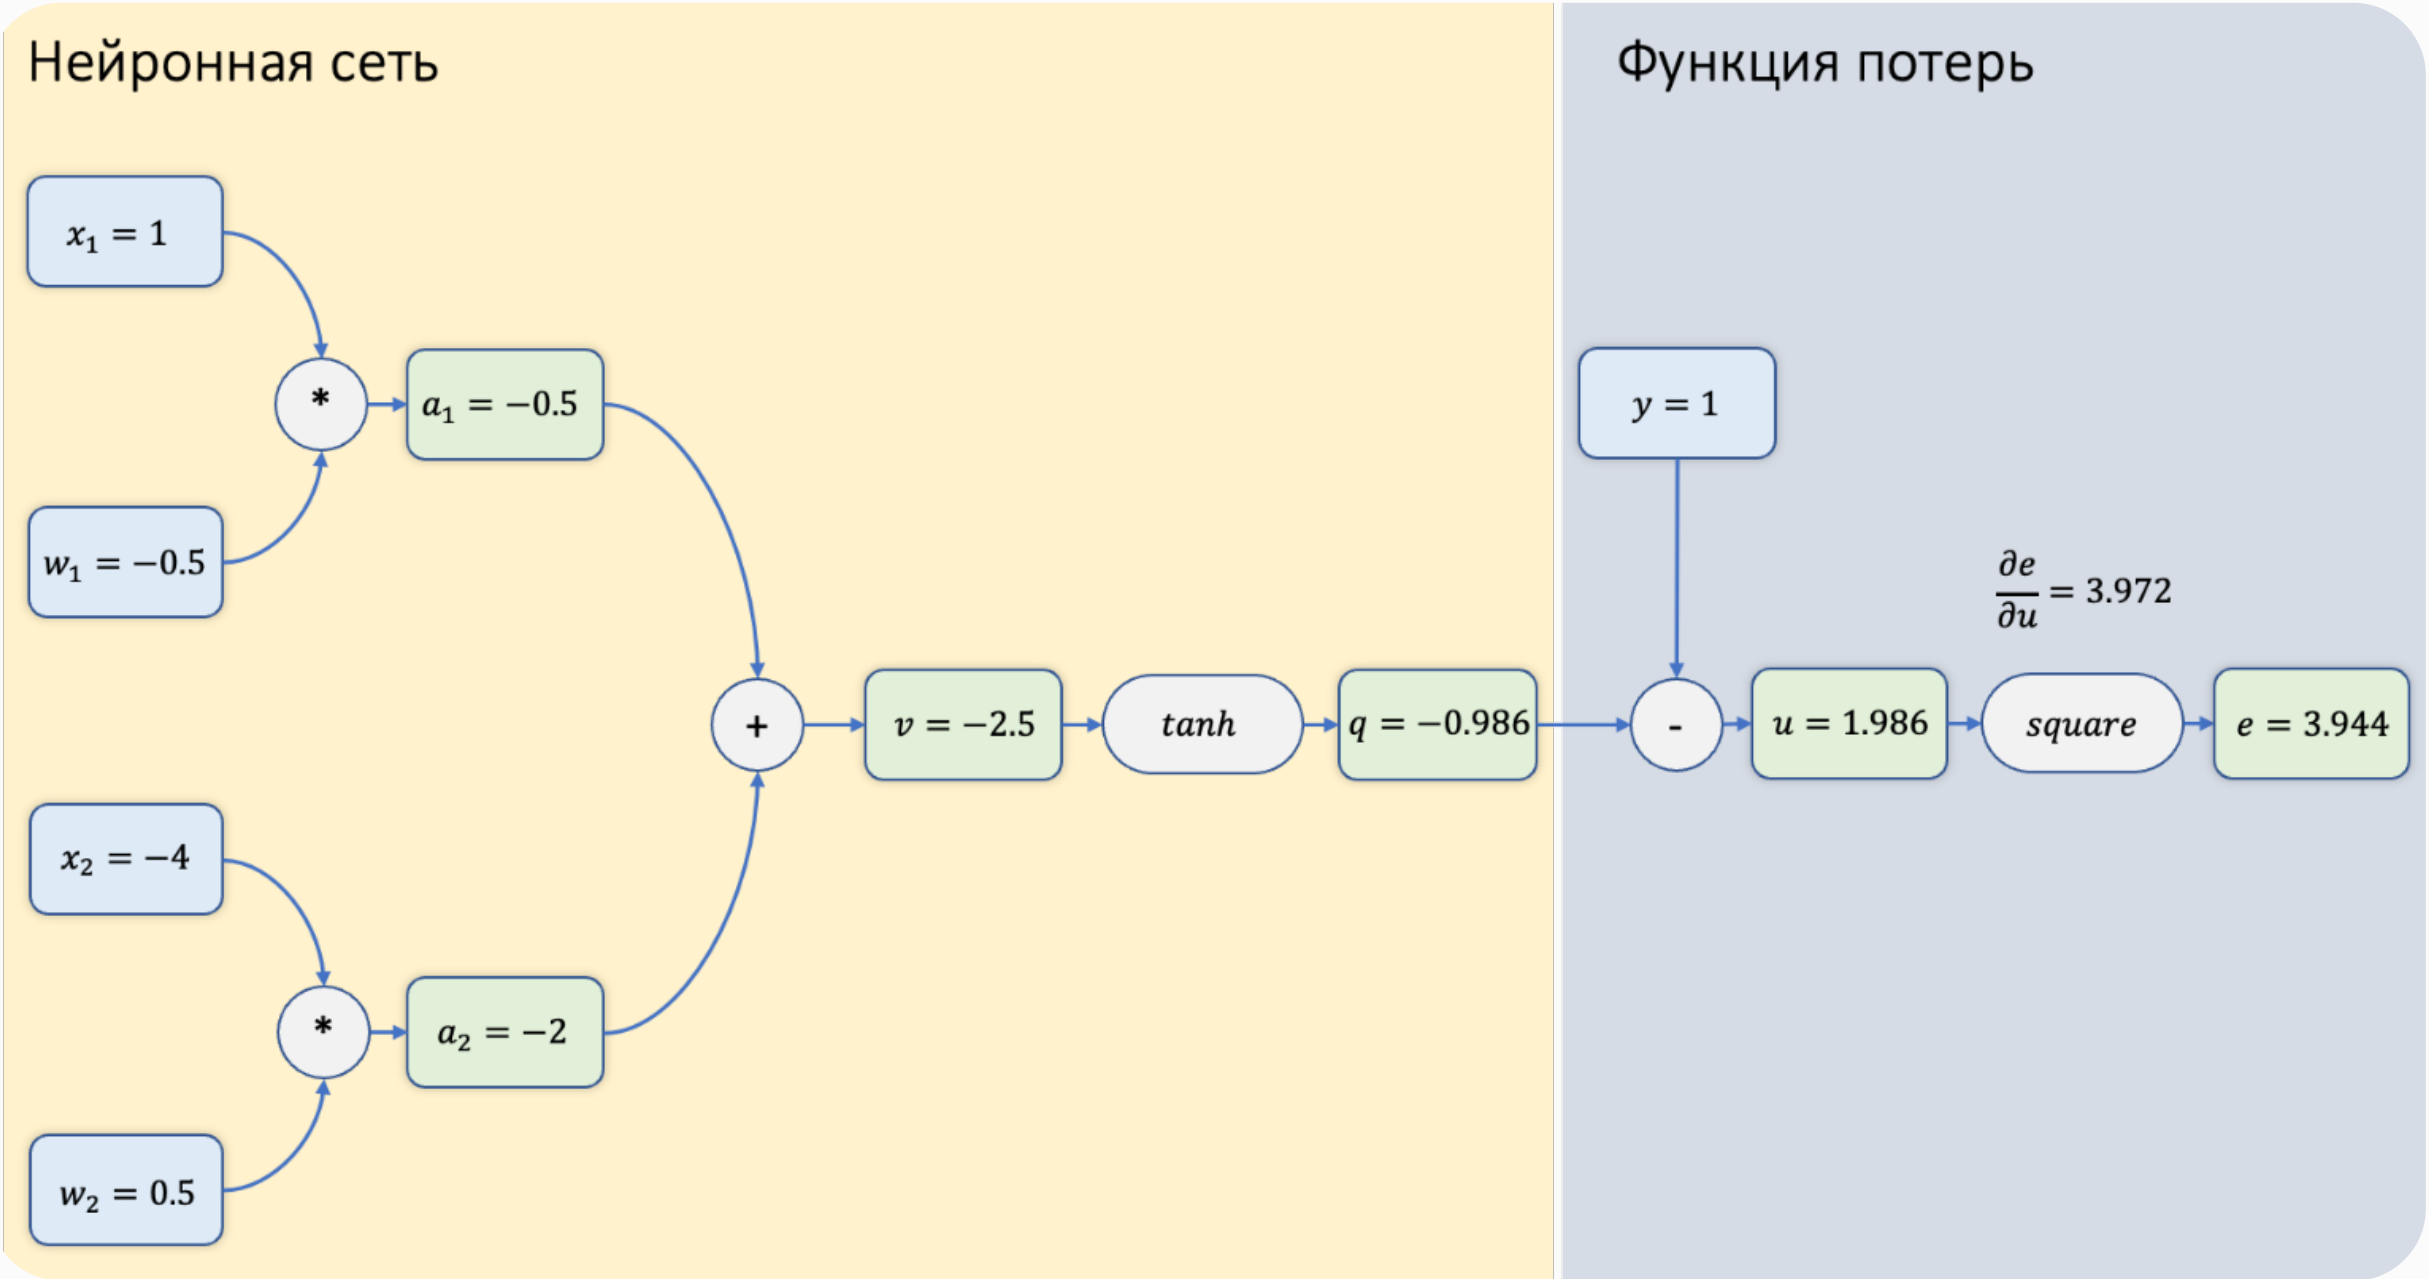 Нейронная сеть
Функция потерь
x₁ = 1
*
a₁ = −0.5
w₁ = −0.5
y = 1
∂e/∂u = 3.972
+
v = −2.5
tanh
q = −0.986
-
u = 1.986
square
e = 3.944
x₂ = −4
*
a₂ = −2
w₂ = 0.5